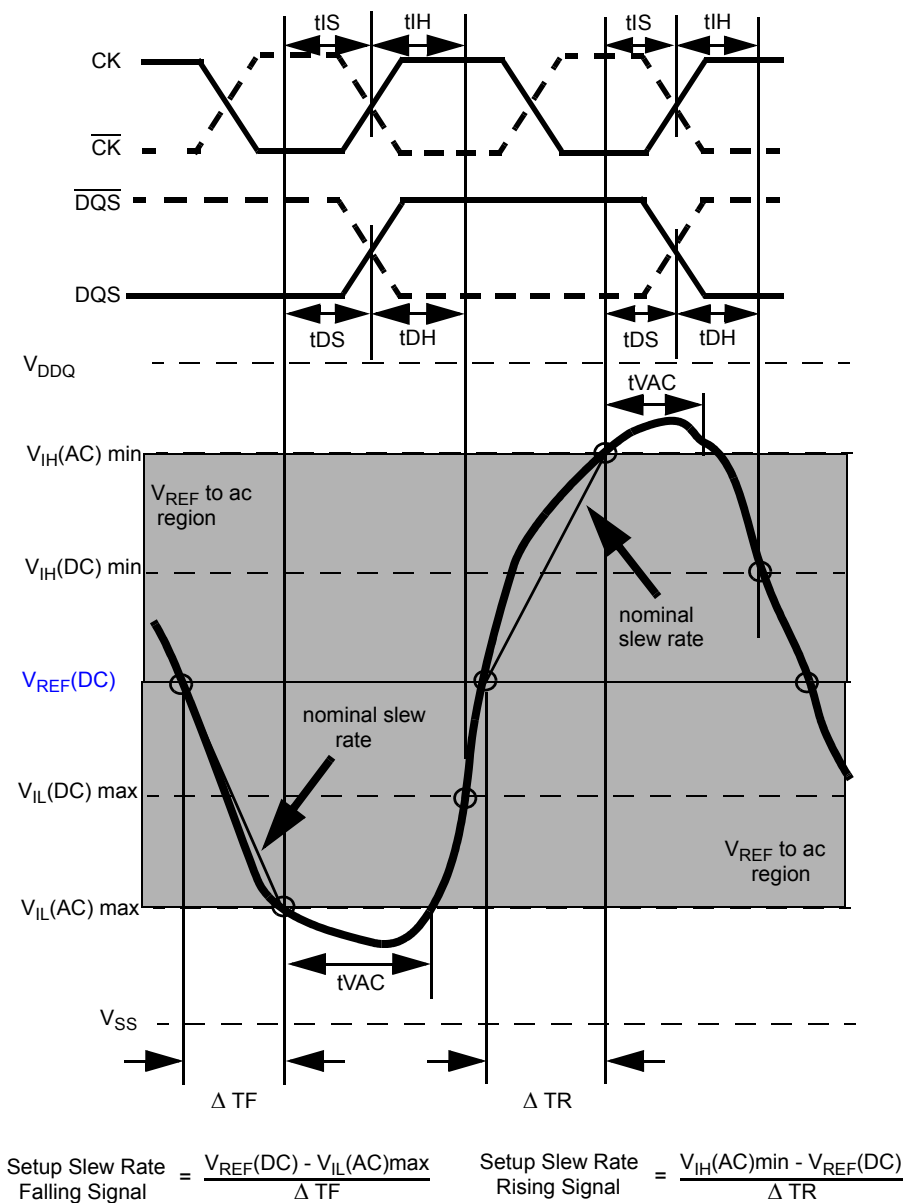 tIS tIH tIS tIH
CK
CK
DQS
DQS
tDS tDH tDS tDH
VDDQ
tVAC
VIH(AC) min
VREF to ac
region
VIH(DC) min
nominal
slew rate
VREF(DC)
nominal slew
rate
VIL(DC) max
VREF to ac
region
VIL(AC) max
tVAC
VSS
Δ TF Δ TR
Setup Slew Rate
Falling Signal
= VREF(DC) - VIL(AC)max
Δ TF
Setup Slew Rate
Rising Signal
= VIH(AC)min - VREF(DC)
Δ TR